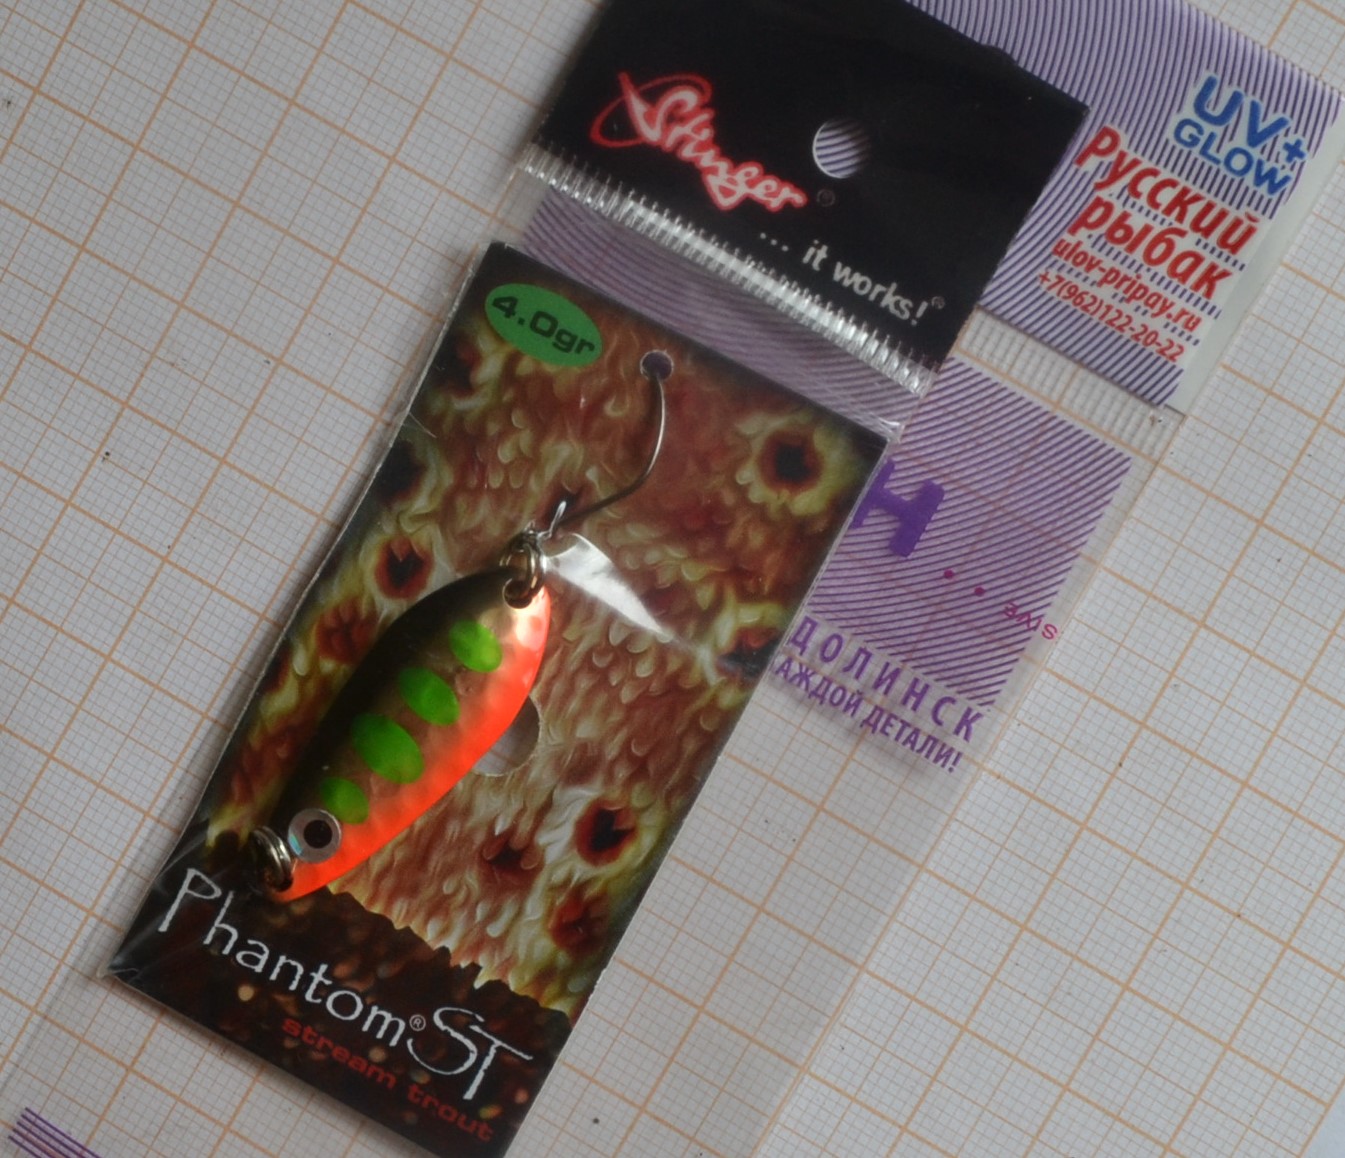 Stinger®
... it works!®
UV+
GLOW
Русский
рыбак
ulov-pripay.ru
+7(962)122-20-22
4.0gr
Н
ДОЛИНСК
АЖДОЙ ДЕТАЛИ!
Phantom® ST
stream trout